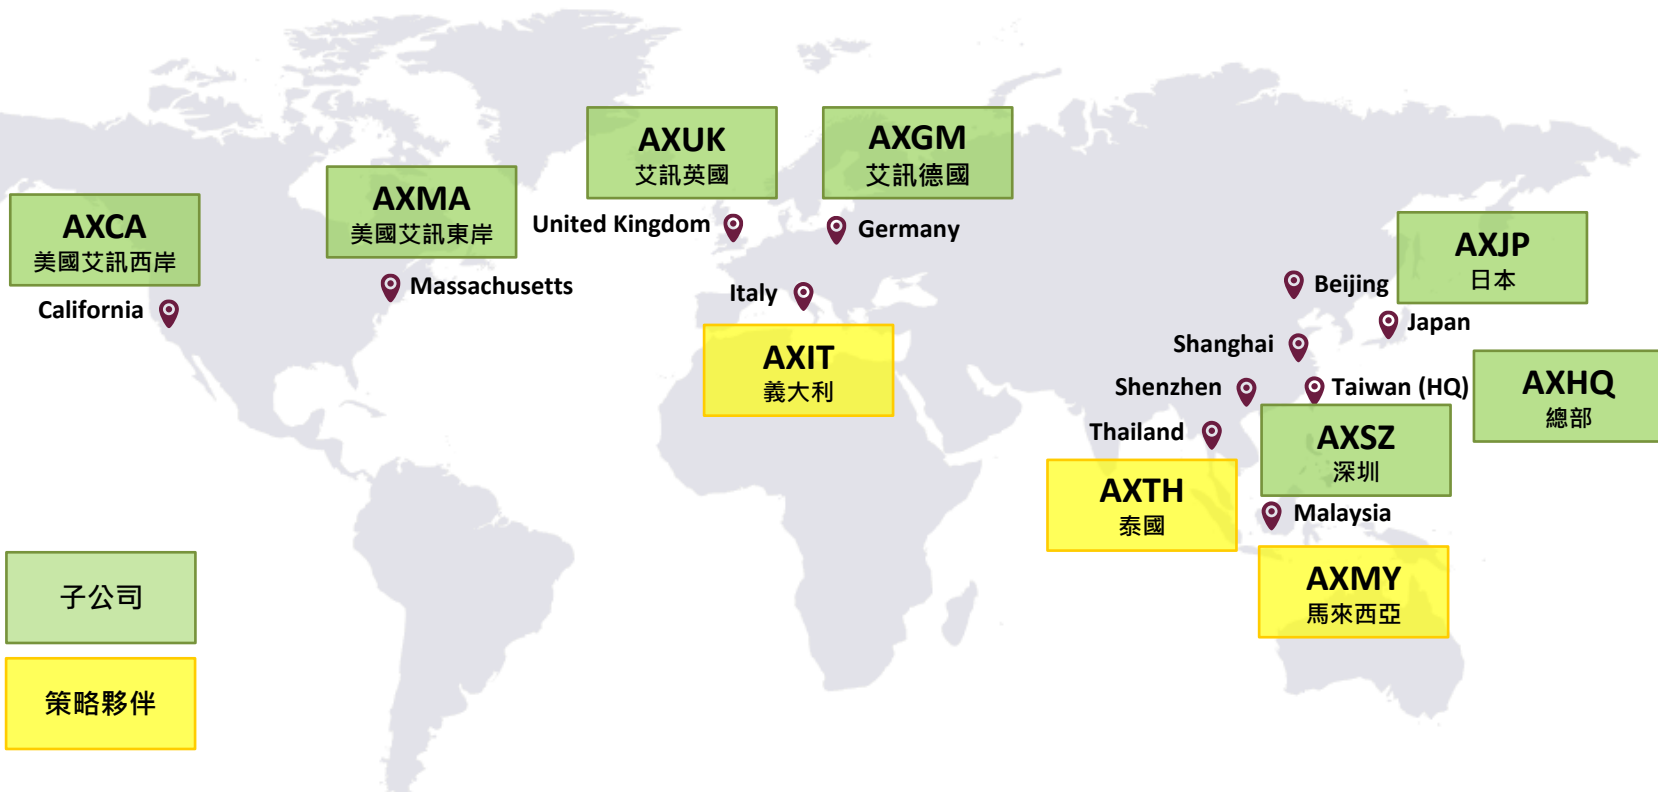 AXUK
艾訊英國
AXGM
艾訊德國
AXCA
美國艾訊西岸
AXMA
美國艾訊東岸
United Kingdom
Germany
AXJP
日本
California
Massachusetts
Italy
Beijing
Japan
AXIT
義大利
Shanghai
Shenzhen
Taiwan (HQ)
AXHQ
總部
Thailand
AXSZ
深圳
AXTH
泰國
Malaysia
AXMY
馬來西亞
子公司
策略夥伴